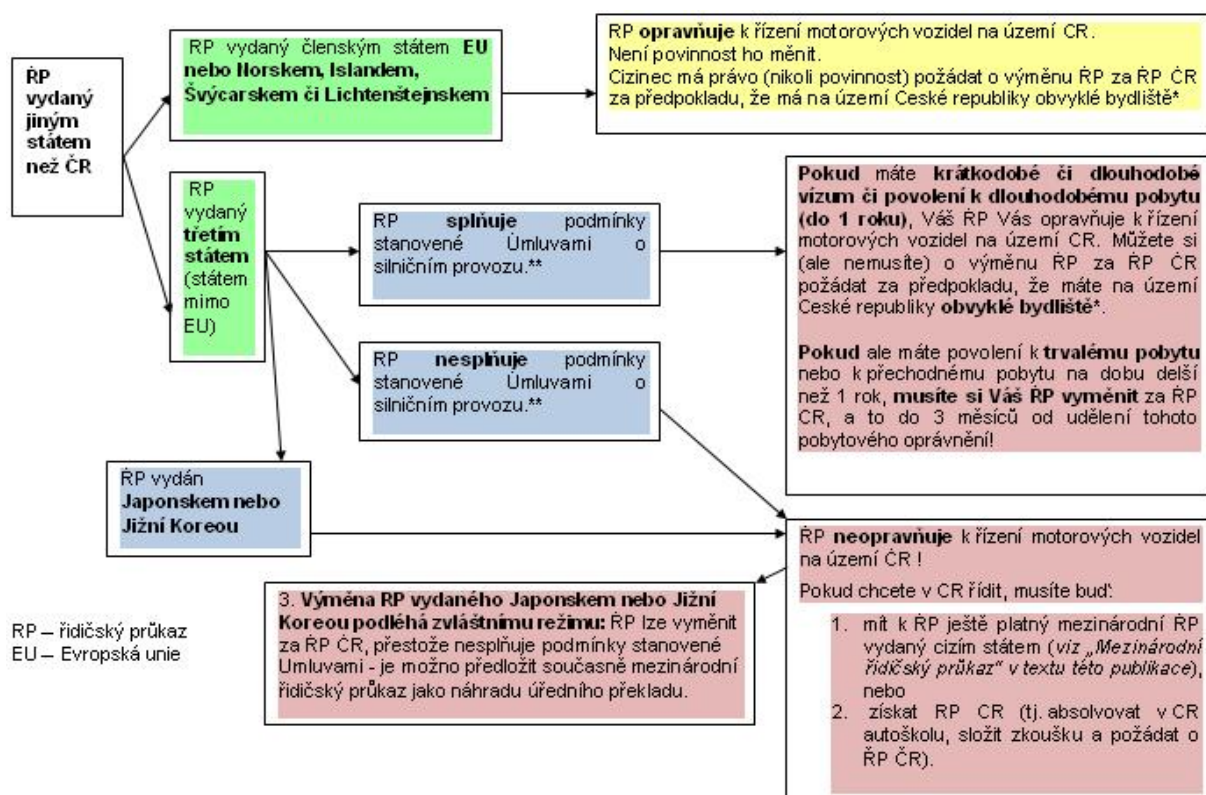 ŘP
vydaný
jiným
státem
než ČR
ŘP vydaný členským státem EU
nebo Norskem, Islandem,
Švýcarskem či Lichtenštejnskem
ŘP opravňuje k řízení motorových vozidel na území ČR.
Není povinnost ho měnit.
Cizinec má právo (nikoli povinnost) požádat o výměnu ŘP za ŘP ČR
za předpokladu, že má na území České republiky obvyklé bydliště*
ŘP
vydaný
třetím
státem
(státem
mimo
EU)
ŘP splňuje podmínky
stanovené Úmluvami o
silničním provozu.**
Pokud máte krátkodobé či dlouhodobé
vízum či povolení k dlouhodobému pobytu
(do 1 roku), Váš ŘP Vás opravňuje k řízení
motorových vozidel na území ČR. Můžete si
(ale nemusíte) o výměnu ŘP za ŘP ČR
požádat za předpokladu, že máte na území
České republiky obvyklé bydliště*.
Pokud ale máte povolení k trvalému pobytu
nebo k přechodnému pobytu na dobu delší
než 1 rok, musíte si Váš ŘP vyměnit za ŘP
ČR, a to do 3 měsíců od udělení tohoto
pobytového oprávnění!
ŘP nesplňuje podmínky
stanovené Úmluvami o
silničním provozu.**
ŘP vydán
Japonskem nebo
Jižní Koreou
ŘP neopravňuje k řízení motorových vozidel
na území ČR !
Pokud chcete v ČR řídit, musíte buď:
1. mít k ŘP ještě platný mezinárodní ŘP
vydaný cizím státem (viz „Mezinárodní
řidičský průkaz“ v textu této publikace),
nebo
2. získat ŘP ČR (tj. absolvovat v ČR
autoškolu, složit zkoušku a požádat o
ŘP ČR).
3. Výměna ŘP vydaného Japonskem nebo Jižní
Koreou podléhá zvláštnímu režimu: ŘP lze vyměnit
za ŘP ČR, přestože nesplňuje podmínky stanovené
Úmluvami - je možno předložit současně mezinárodní
řidičský průkaz jako náhradu úředního překladu.
ŘP – řidičský průkaz
EU – Evropská unie